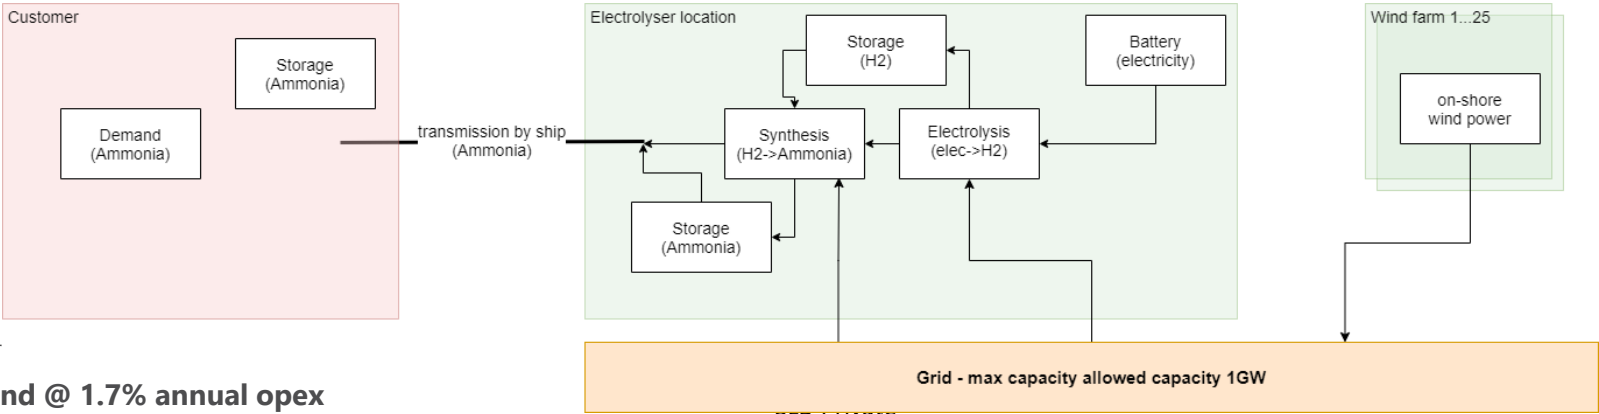 Customer
Storage
(Ammonia)
Demand
(Ammonia)
transmission by ship
(Ammonia)
Electrolyser location
Storage
(H2)
Battery
(electricity)
Synthesis
(H2->Ammonia)
Electrolysis
(elec->H2)
Storage
(Ammonia)
Wind farm 1...25
on-shore
wind power
Grid - max capacity allowed capacity 1GW
nd @ 1.7% annual opex